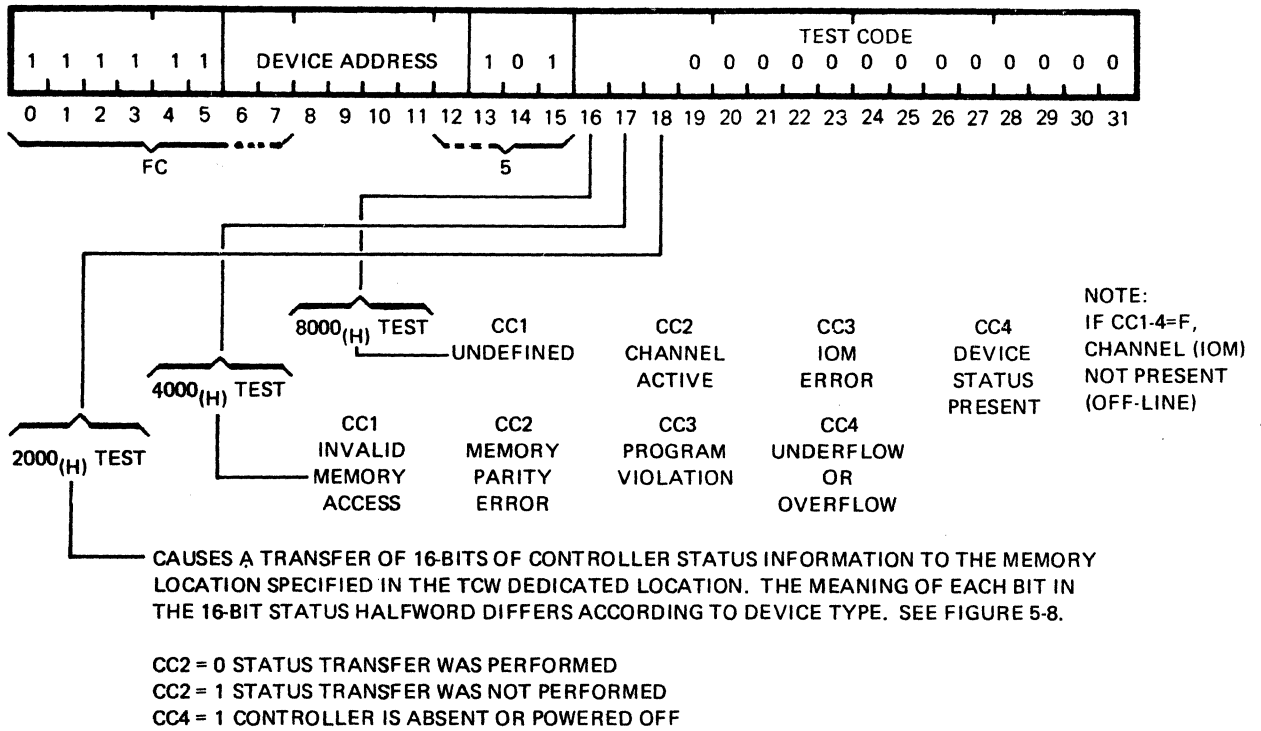 TEST CODE
1 1 1 1 1 1 DEVICE ADDRESS 1 0 1 0 0 0 0 0 0 0 0 0 0 0 0 0
0 1 2 3 4 5 6 7 8 9 10 11 12 13 14 15 16 17 18 19 20 21 22 23 24 25 26 27 28 29 30 31
FC
5
8000(H) TEST
CC1
UNDEFINED
CC2
CHANNEL
ACTIVE
CC3
IOM
ERROR
CC4
DEVICE
STATUS
PRESENT
NOTE:
IF CC1-4=F,
CHANNEL (IOM)
NOT PRESENT
(OFF-LINE)
4000(H) TEST
CC1
INVALID
MEMORY
ACCESS
CC2
MEMORY
PARITY
ERROR
CC3
PROGRAM
VIOLATION
CC4
UNDERFLOW
OR
OVERFLOW
2000(H) TEST
CAUSES A TRANSFER OF 16-BITS OF CONTROLLER STATUS INFORMATION TO THE MEMORY
LOCATION SPECIFIED IN THE TCW DEDICATED LOCATION. THE MEANING OF EACH BIT IN
THE 16-BIT STATUS HALFWORD DIFFERS ACCORDING TO DEVICE TYPE. SEE FIGURE 5-8.
CC2 = 0 STATUS TRANSFER WAS PERFORMED
CC2 = 1 STATUS TRANSFER WAS NOT PERFORMED
CC4 = 1 CONTROLLER IS ABSENT OR POWERED OFF